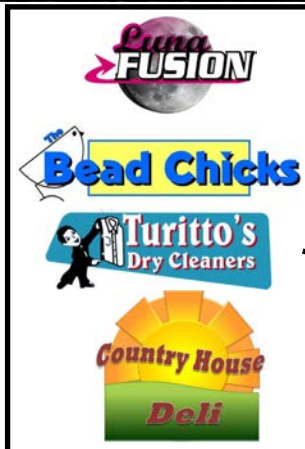 Luna
FUSION
The
Bead Chicks
Turitto's
Dry Cleaners
Country House
Deli